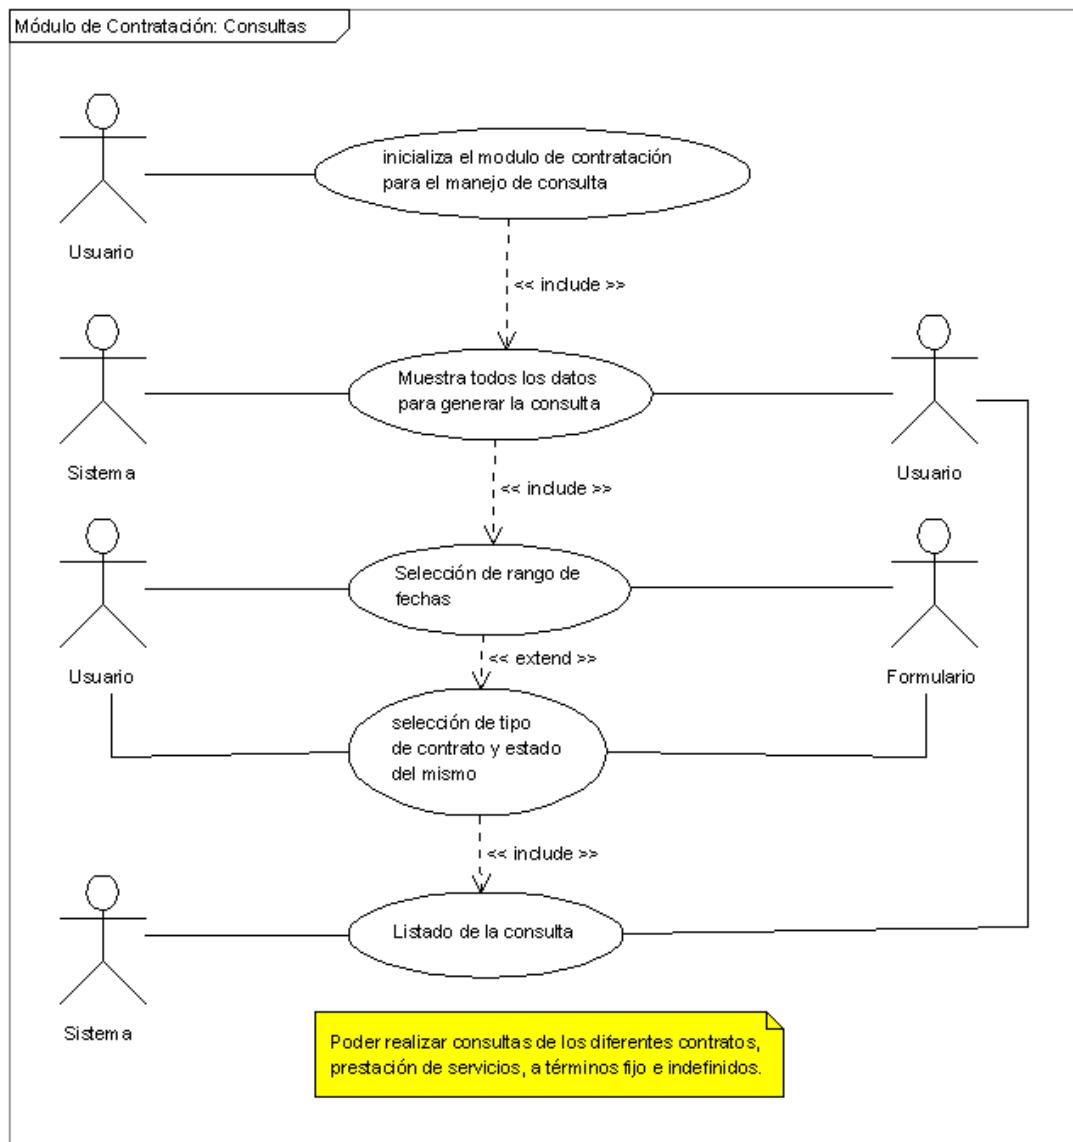 Módulo de Contratación: Consultas
inicializa el modulo de contratación
para el manejo de consulta
Usuario
<< include >>
Muestra todos los datos
para generar la consulta
Sistema
Usuario
<< include >>
Selección de rango de
fechas
Usuario
<< extend >>
Formulario
selección de tipo
de contrato y estado
del mismo
<< include >>
Listado de la consulta
Sistema
Poder realizar consultas de los diferentes contratos,
prestación de servicios, a términos fijo e indefinidos.